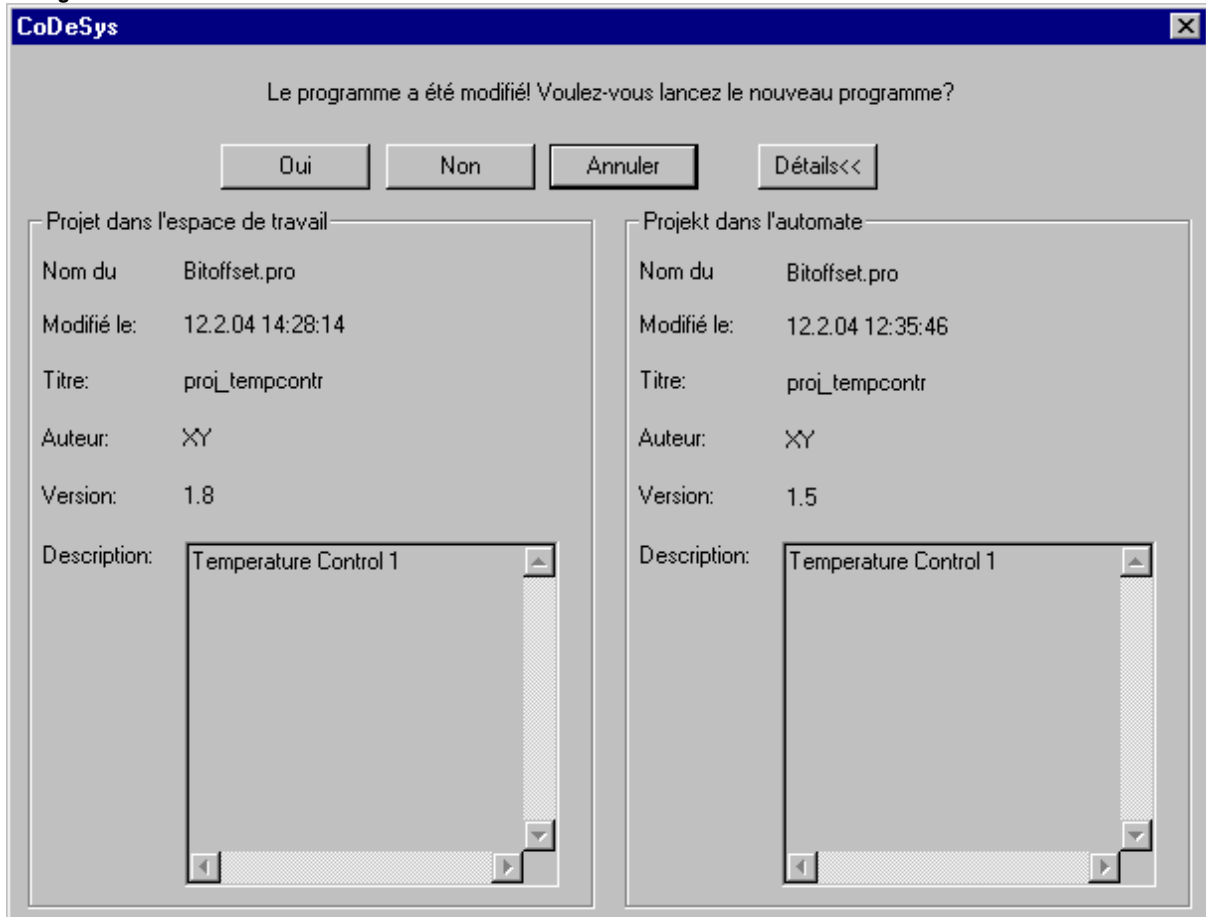 CoDeSys
Le programme a été modifié! Voulez-vous lancez le nouveau programme?
Oui Non Annuler Détails<<
Projet dans l'espace de travail
Nom du Bitoffset.pro
Modifié le: 12.2.04 14:28:14
Titre: proj_tempcontr
Auteur: XY
Version: 1.8
Description: Temperature Control 1
Projekt dans l'automate
Nom du Bitoffset.pro
Modifié le: 12.2.04 12:35:46
Titre: proj_tempcontr
Auteur: XY
Version: 1.5
Description: Temperature Control 1